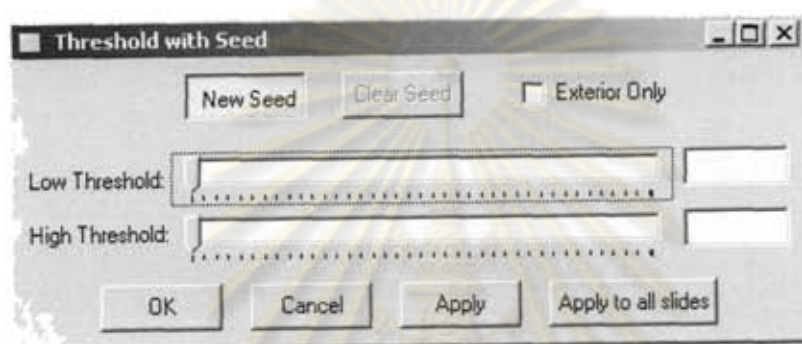 Threshold with Seed
New Seed Clear Seed Exterior Only
Low Threshold:
High Threshold:
OK Cancel Apply Apply to all slides